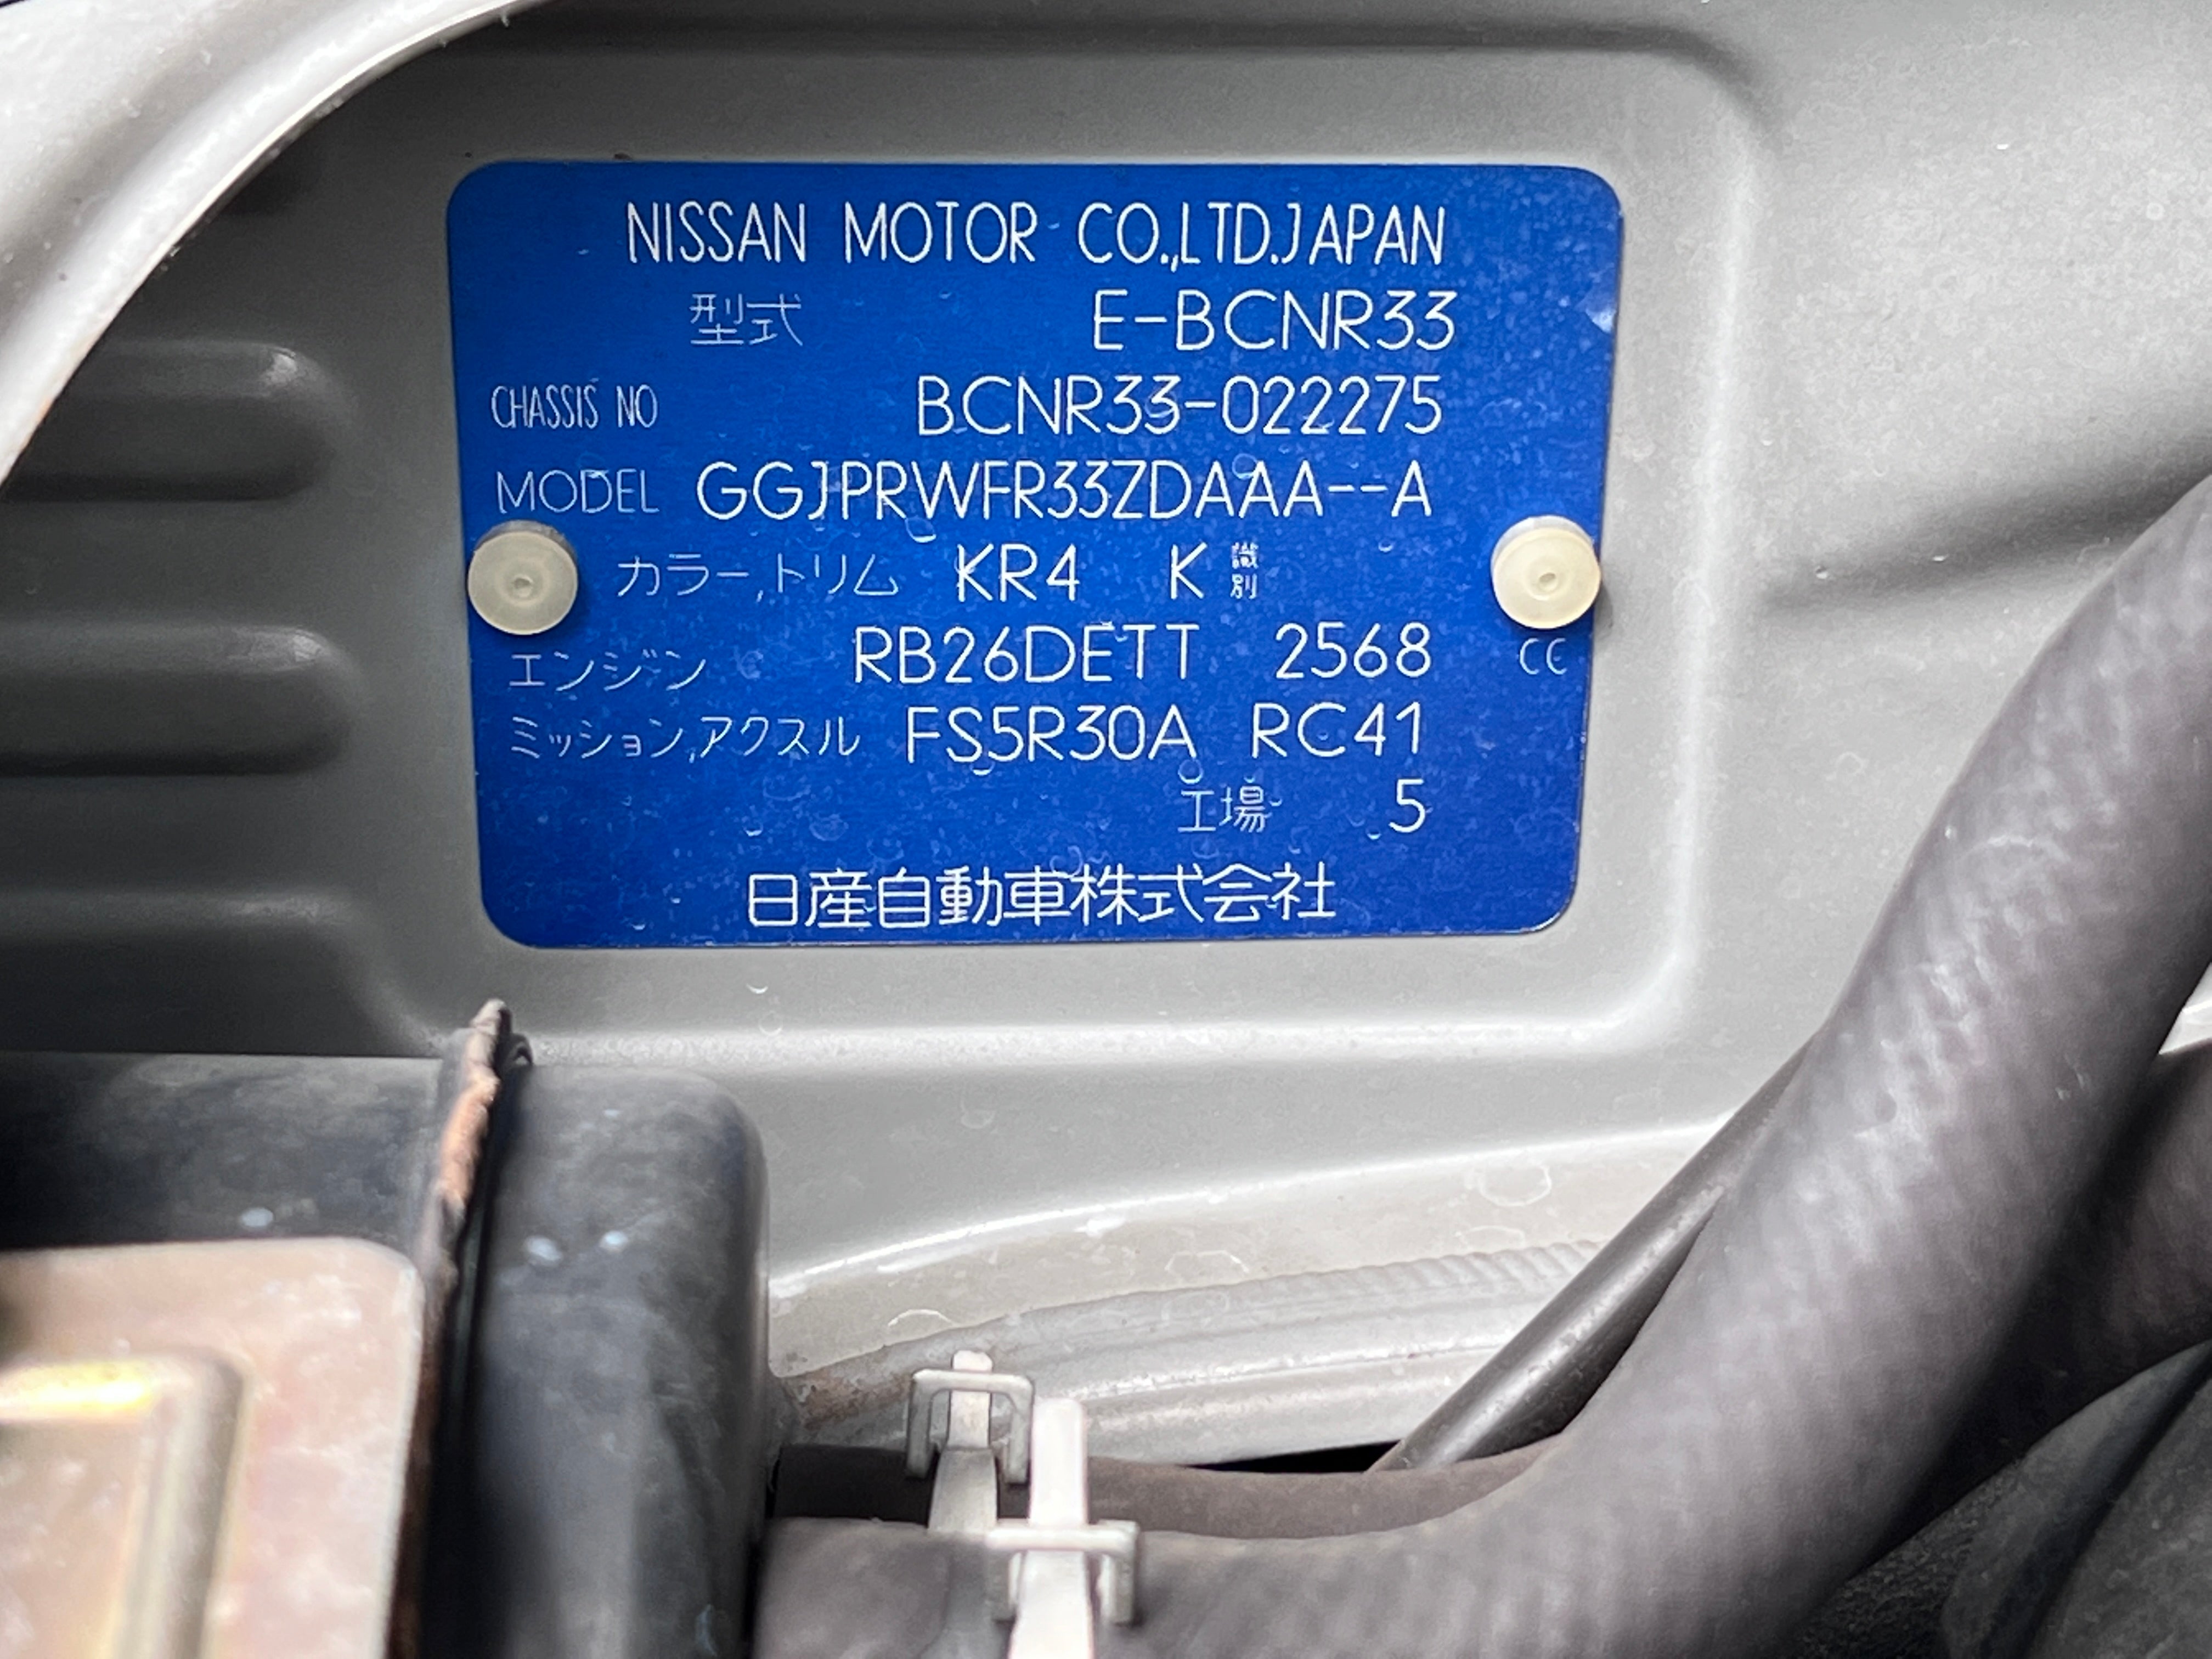 NISSAN MOTOR CO.,LTD.JAPAN
型式 E-BCNR33
CHASSIS NO BCNR33-022275
MODEL GGJPRWFR33ZDAAA--A
カラー,トリム KR4 K 識別
エンジン RB26DETT 2568 CC
ミッション,アクスル FS5R30A RC41
工場 5
日産自動車株式会社